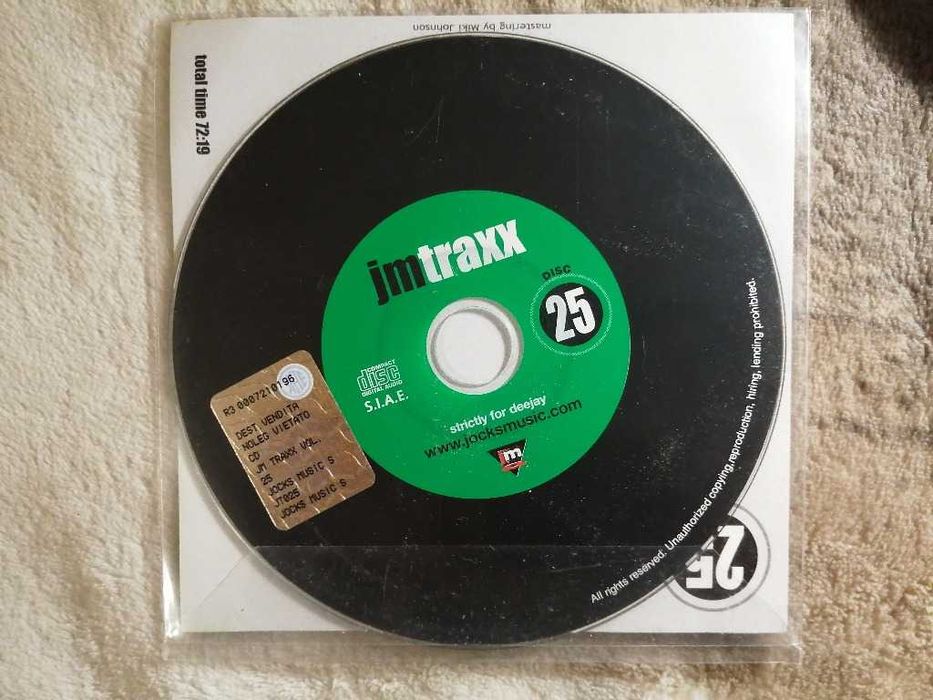 mastering by Miki Johnson
total time 72:19
jmtraxx
DISC
25
COMPACT
disc
DIGITAL AUDIO
S.I.A.E.
strictly for deejay
www.jocksmusic.com
jm
R3 0007210196
DEST.VENDITA
NOLEG VIETATO
CD
JM TRAXX VOL.
25
JOCKS MUSIC S
JT025
JOCKS MUSIC S
All rights reserved. Unauthorized copying,reproduction, hiring, lending prohibited.
25